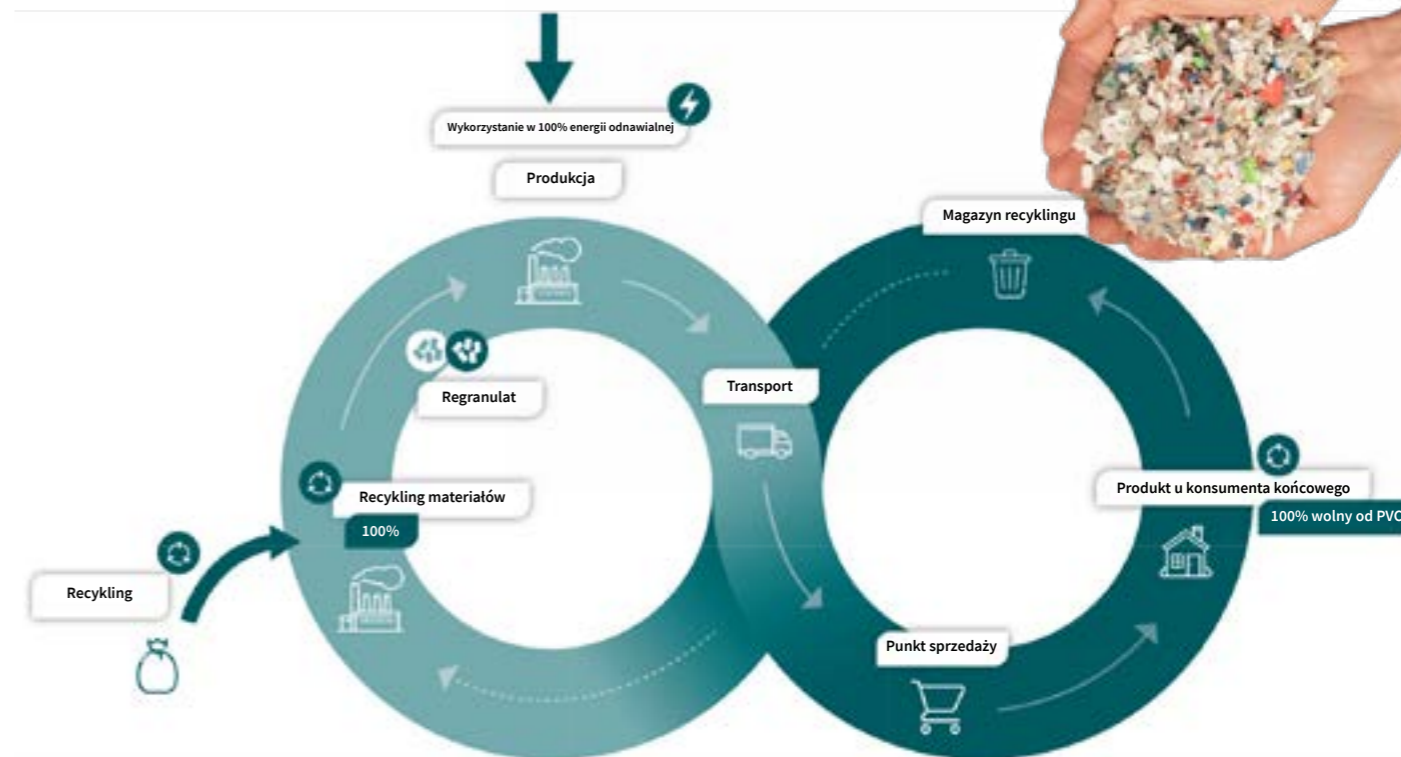 Wykorzystanie w 100% energii odnawialnej
Produkcja
Magazyn recyklingu
Regranulat
Transport
Recykling materiałów
100%
Produkt u konsumenta końcowego
100% wolny od PVC
Recykling
Punkt sprzedaży